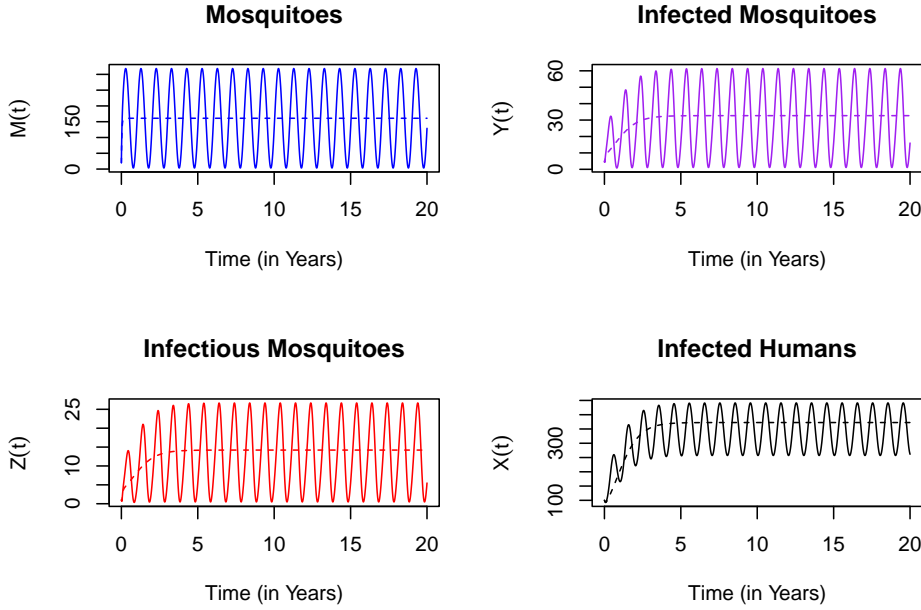 Mosquitoes
M(t)
150
0
0 5 10 15 20
Time (in Years)
Infected Mosquitoes
Y(t)
60
30
0
0 5 10 15 20
Time (in Years)
Infectious Mosquitoes
Z(t)
25
10
0
0 5 10 15 20
Time (in Years)
Infected Humans
X(t)
300
100
0 5 10 15 20
Time (in Years)